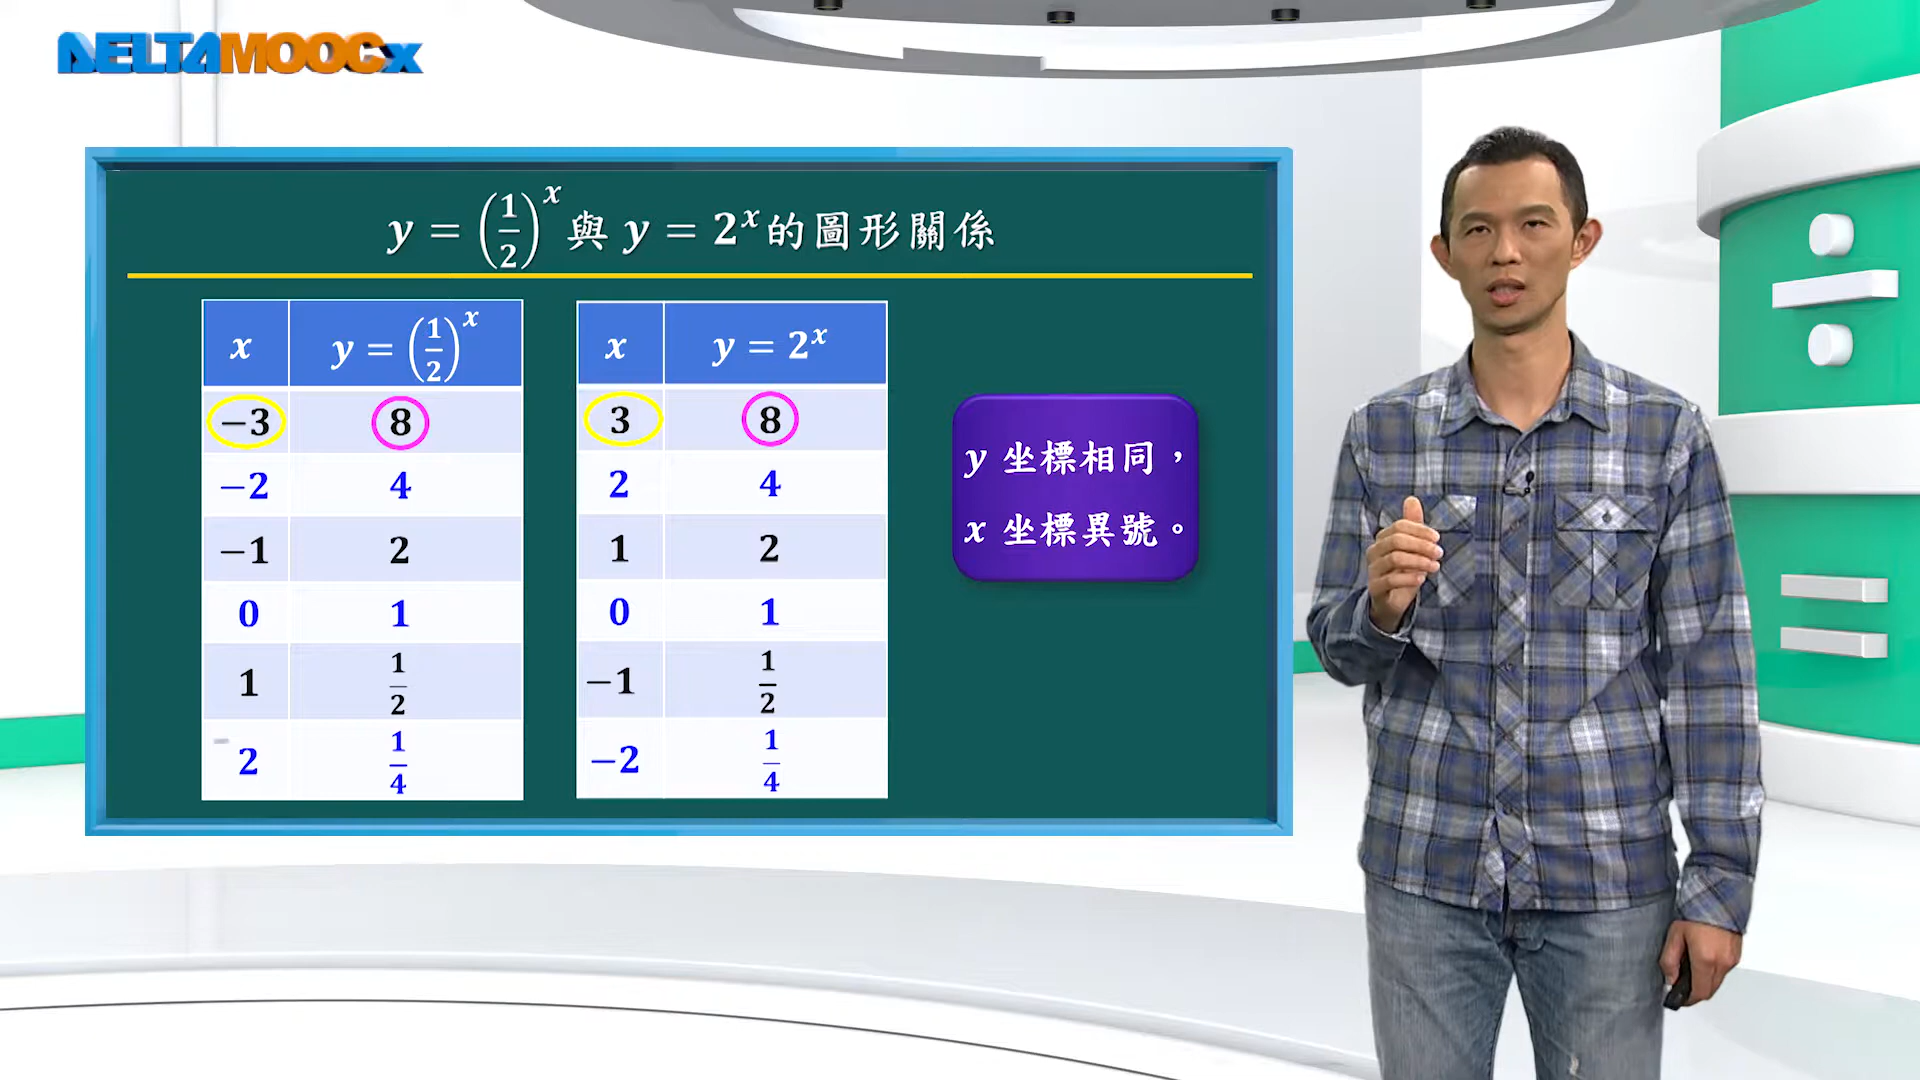 DELTAMOOCx
y = (1/2)^x 與 y = 2^x 的圖形關係
x y = (1/2)^x
-3 8
-2 4
-1 2
0 1
1 1/2
2 1/4
x y = 2^x
3 8
2 4
1 2
0 1
-1 1/2
-2 1/4
y 坐標相同，
x 坐標異號。